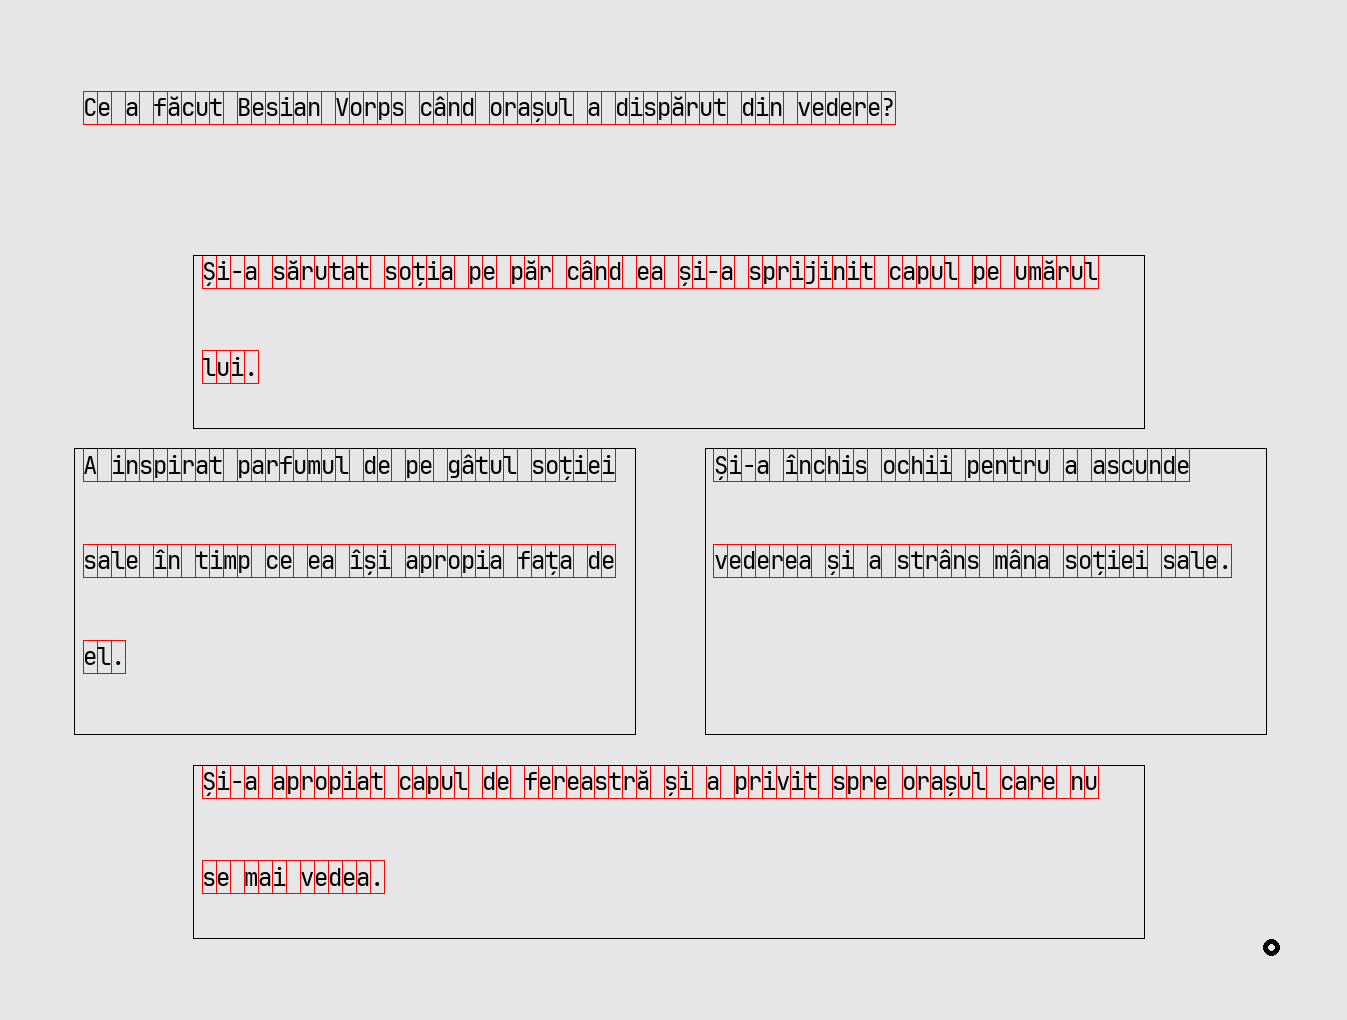 Ce a făcut Besian Vorps când orașul a dispărut din vedere?
Și-a sărutat soția pe păr când ea și-a sprijinit capul pe umărul
lui.
A inspirat parfumul de pe gâtul soției
sale în timp ce ea își apropia fața de
el.
Și-a închis ochii pentru a ascunde
vederea și a strâns mâna soției sale.
Și-a apropiat capul de fereastră și a privit spre orașul care nu
se mai vedea.